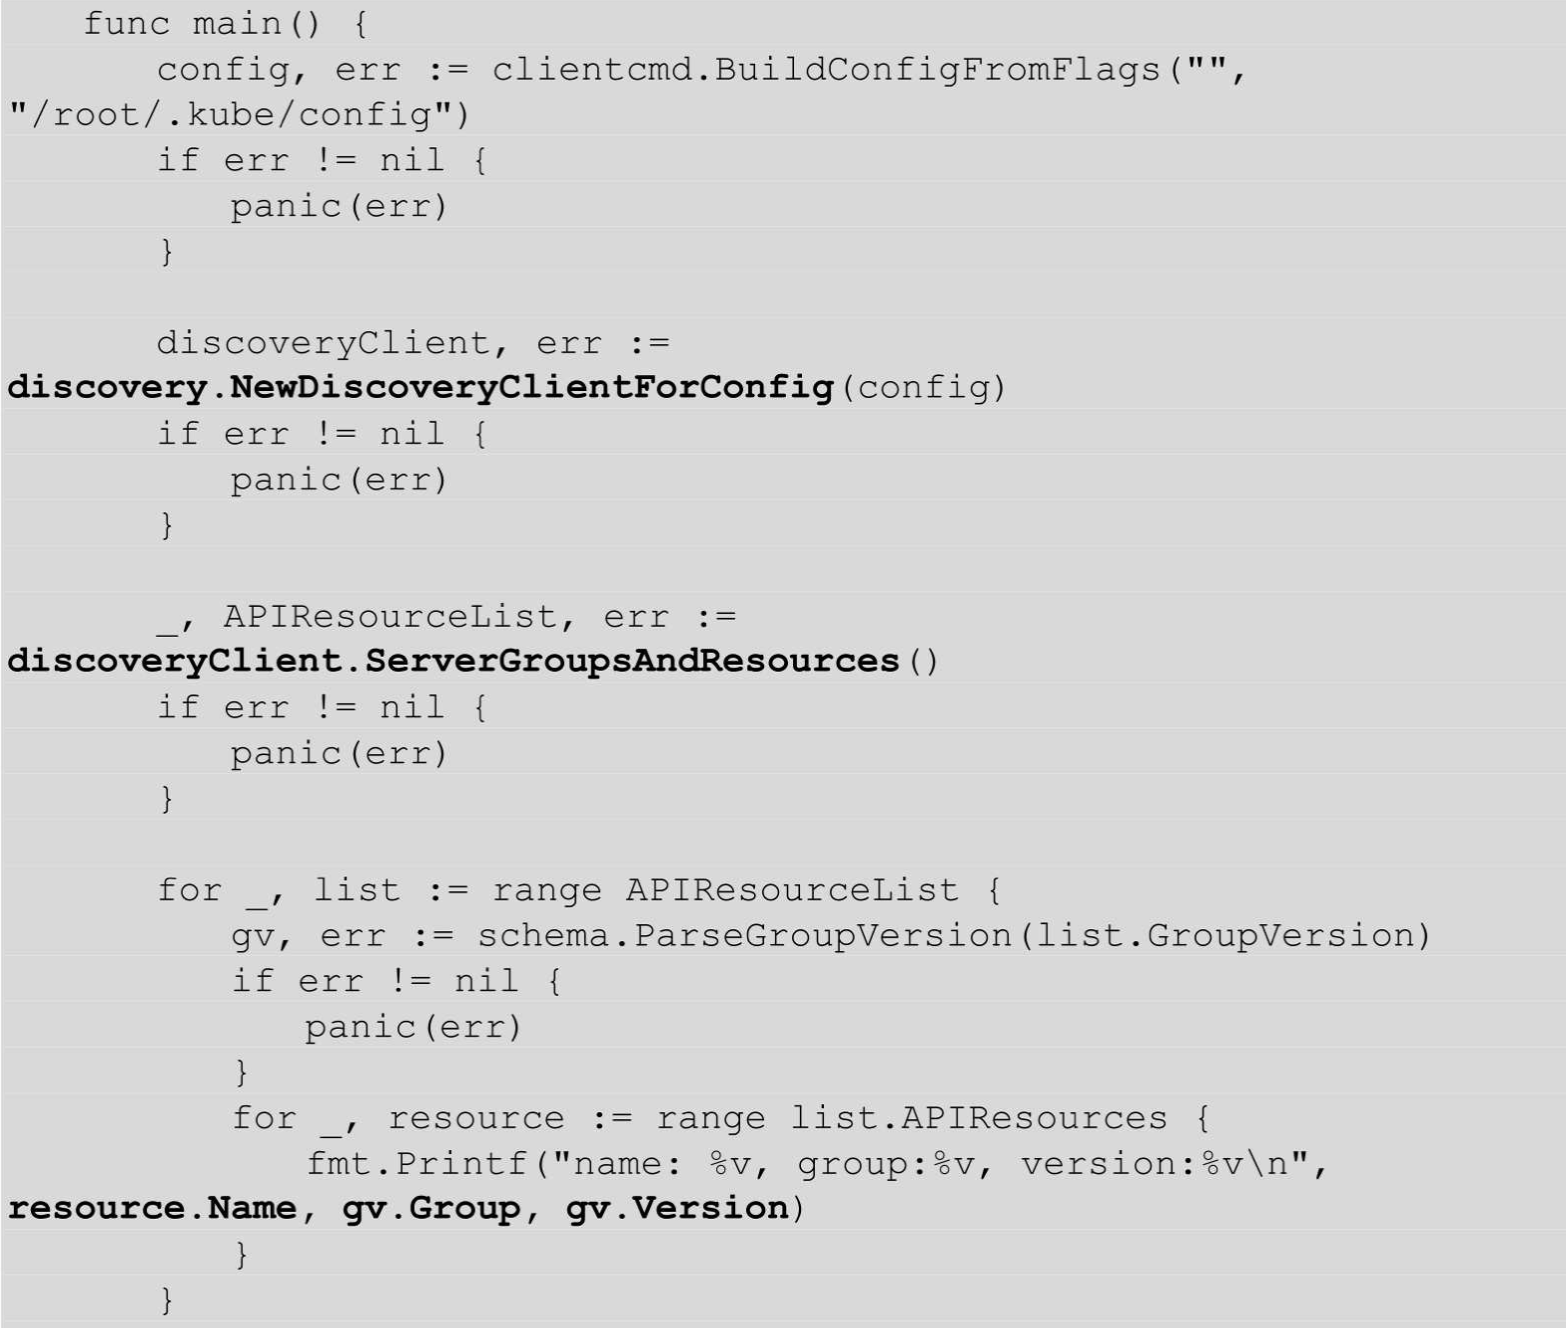 func main() {
config, err := clientcmd.BuildConfigFromFlags("",
"/root/.kube/config")
if err != nil {
panic(err)
}
discoveryClient, err :=
discovery.NewDiscoveryClientForConfig(config)
if err != nil {
panic(err)
}
_, APIResourceList, err :=
discoveryClient.ServerGroupsAndResources()
if err != nil {
panic(err)
}
for _, list := range APIResourceList {
gv, err := schema.ParseGroupVersion(list.GroupVersion)
if err != nil {
panic(err)
}
for _, resource := range list.APIResources {
fmt.Printf("name: %v, group:%v, version:%v\n",
resource.Name, gv.Group, gv.Version)
}
}